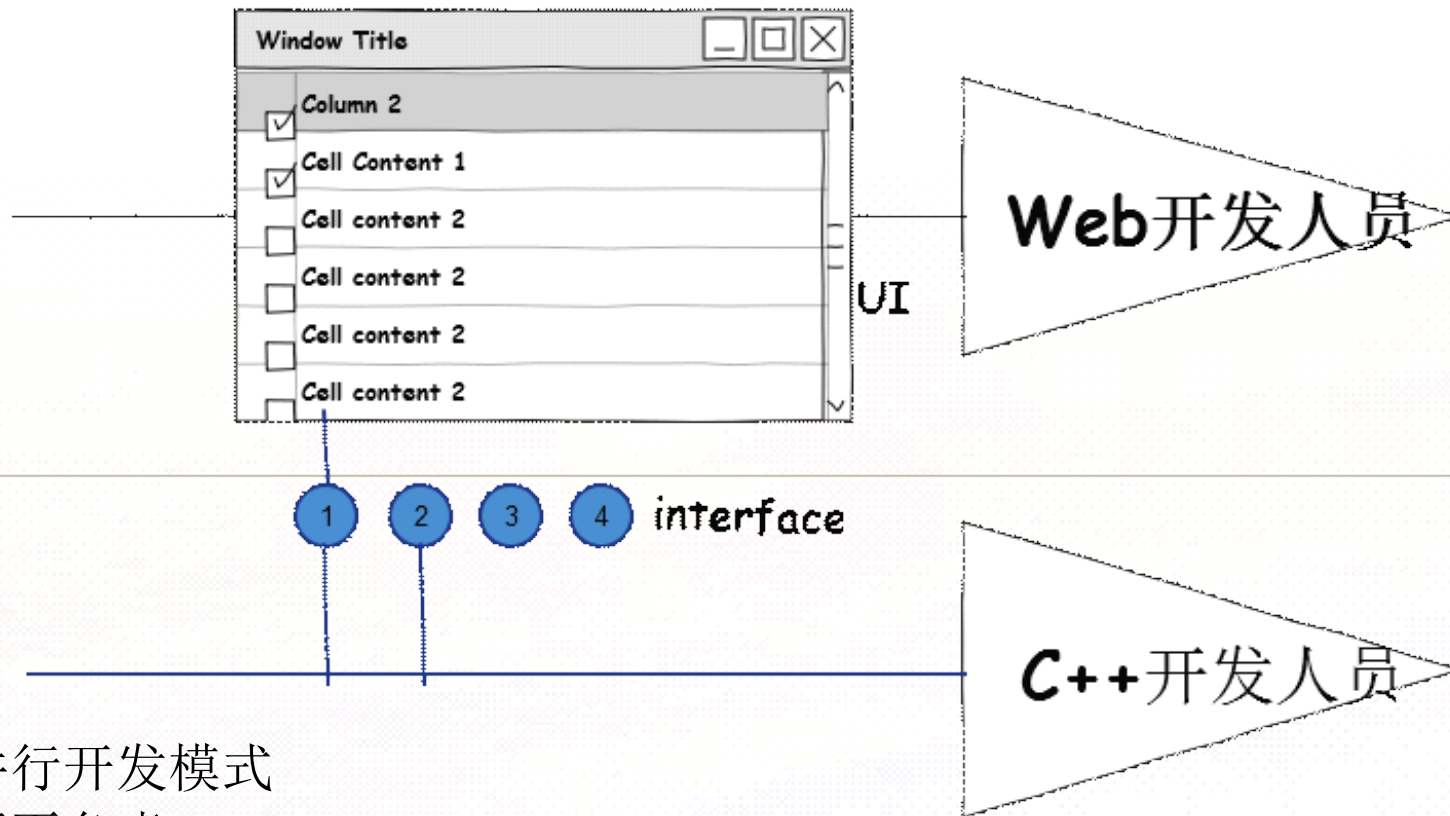 Window Title
Column 2
Cell Content 1
Cell content 2
Cell content 2
Cell content 2
Cell content 2
UI
Web开发人员
1 2 3 4 interface
C++开发人员
行开发模式